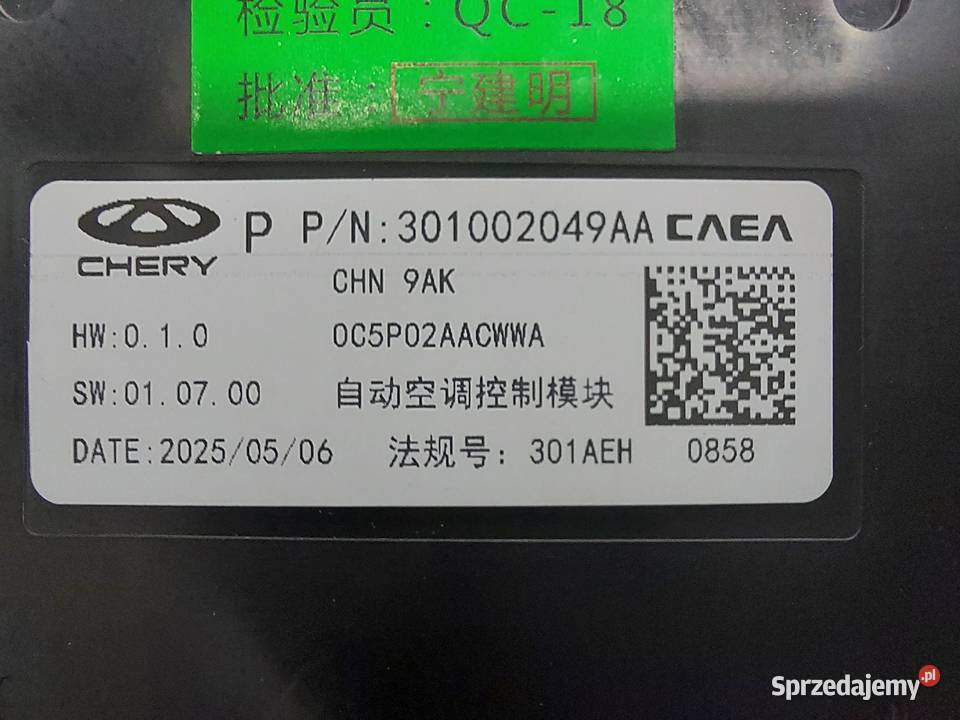 检验员：QC-18
批准：宁建明
CHERY P P/N:301002049AA CAEA
CHN 9AK
HW:0.1.0 0C5P02AACWWA
SW:01.07.00 自动空调控制模块
DATE:2025/05/06 法规号：301AEH 0858
Sprzedajemy.pl